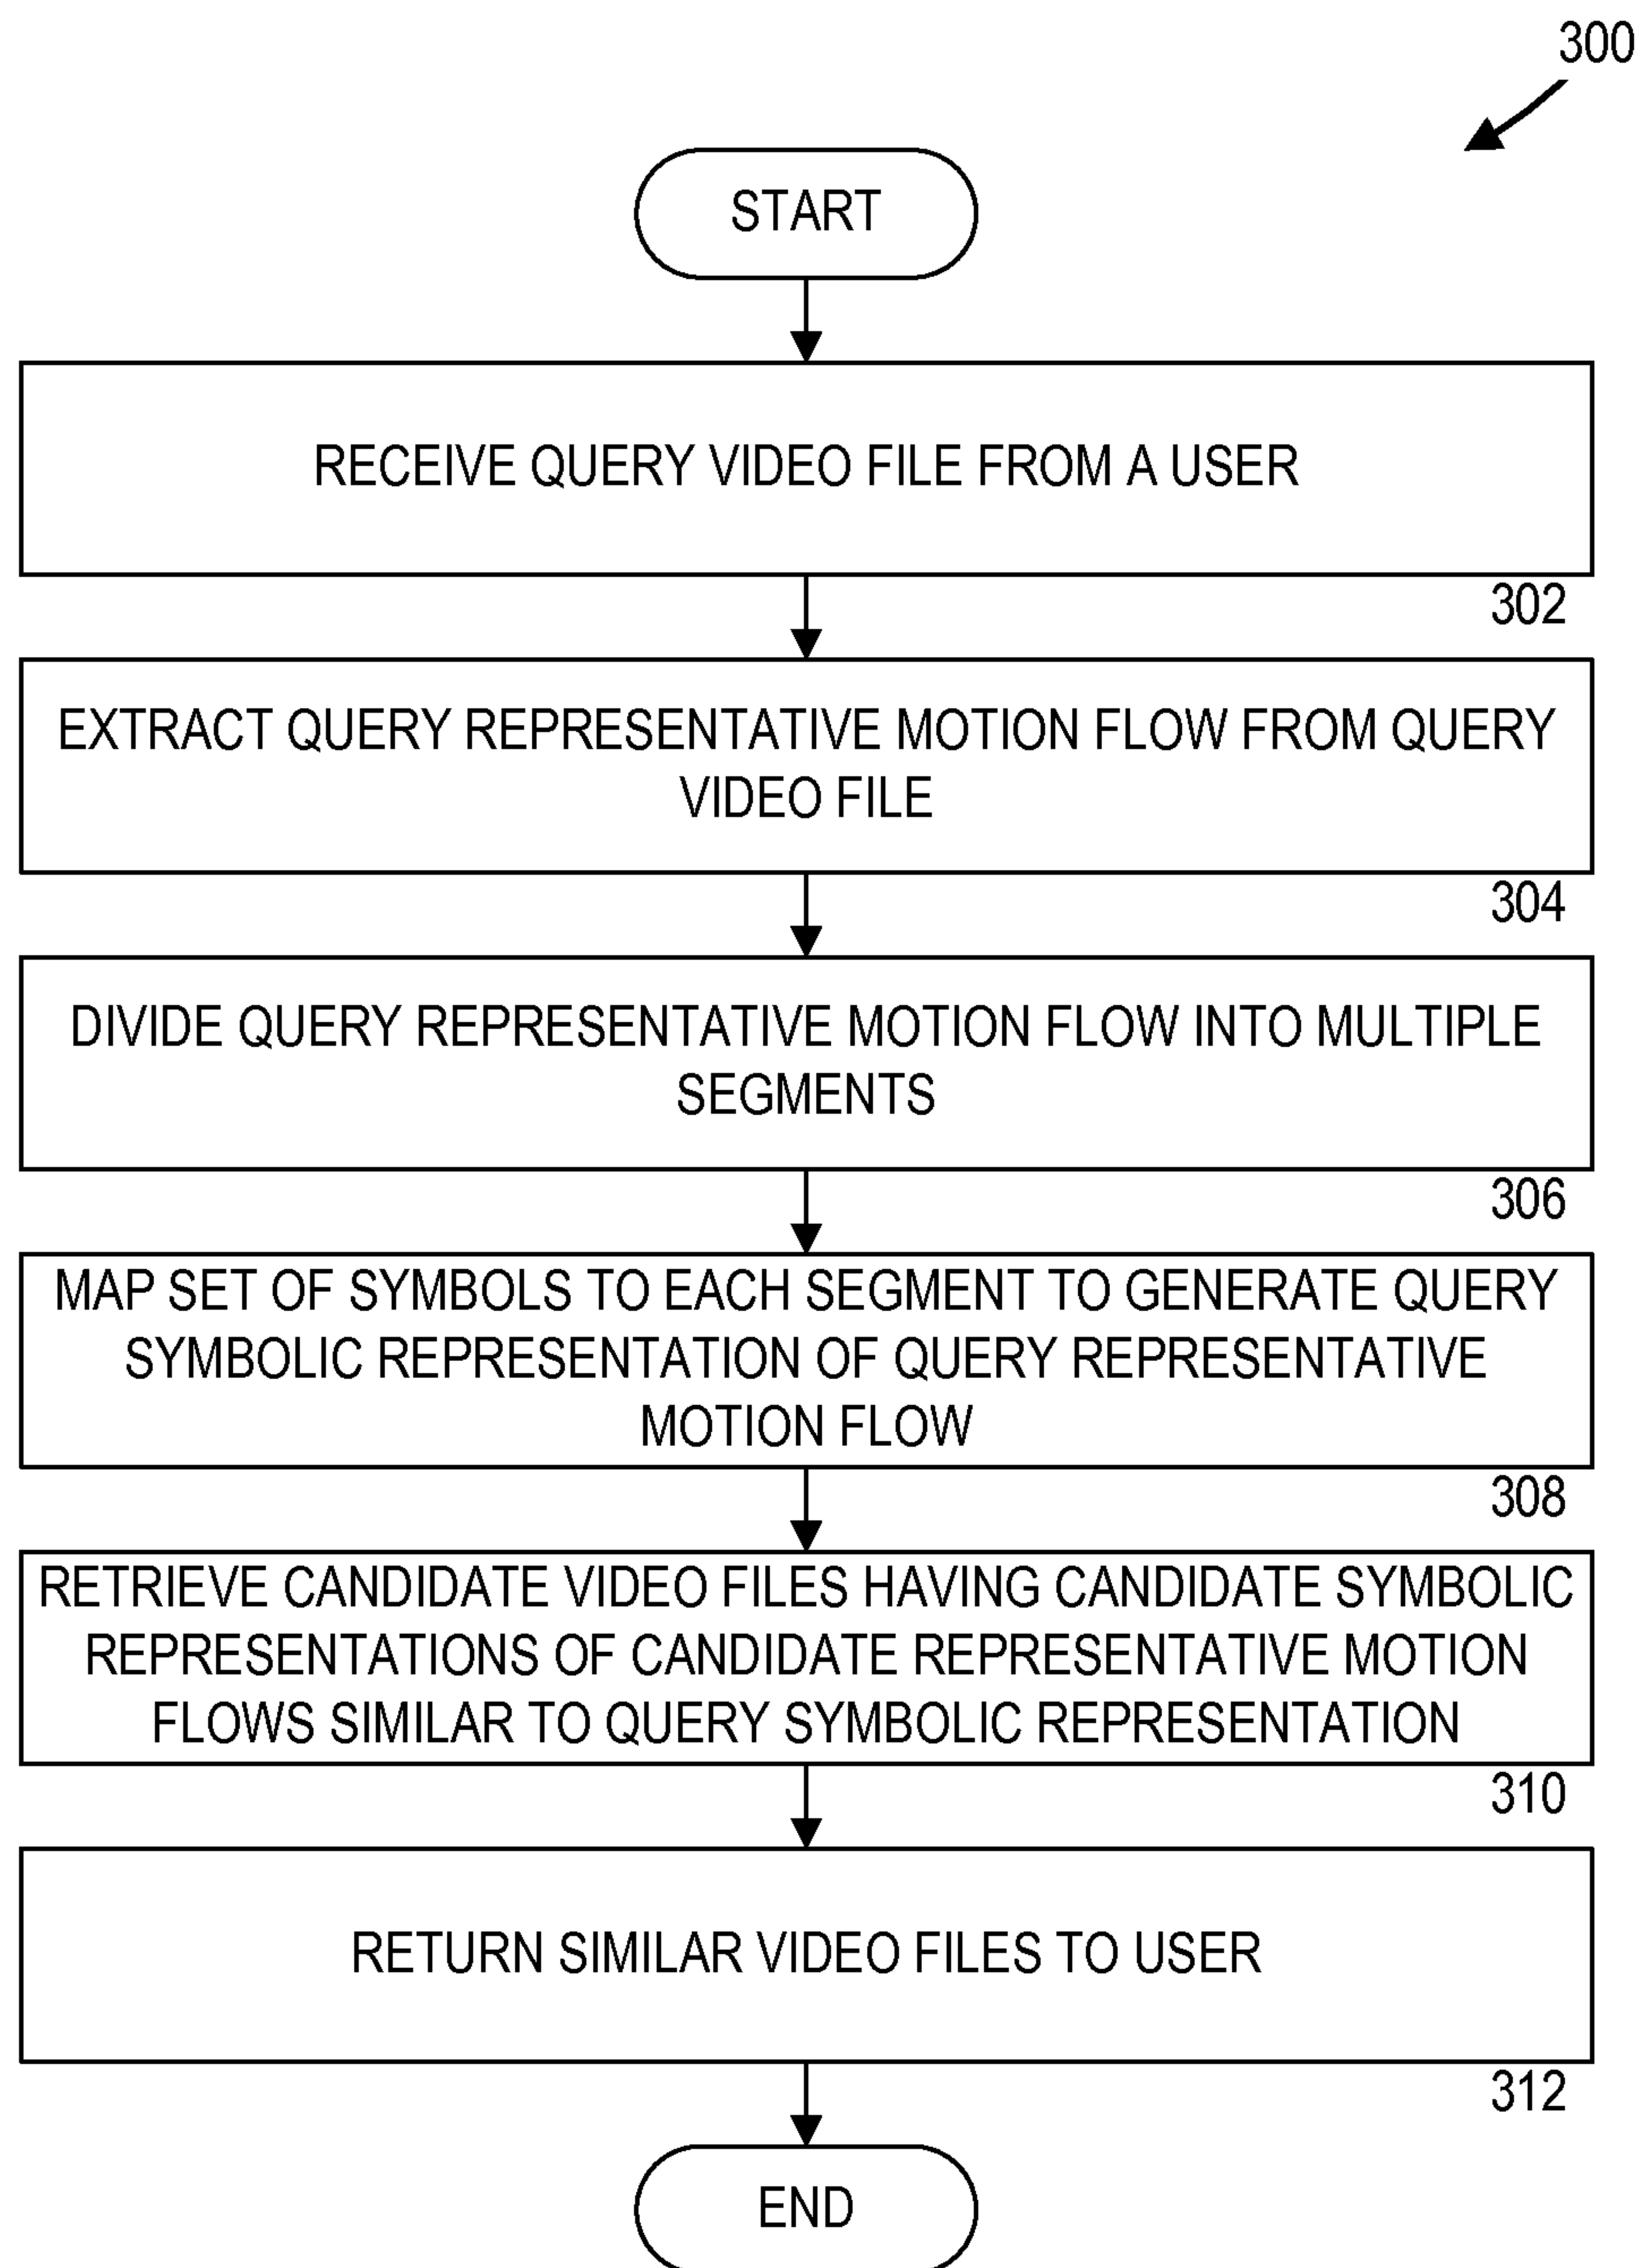 300
START
RECEIVE QUERY VIDEO FILE FROM A USER
302
EXTRACT QUERY REPRESENTATIVE MOTION FLOW FROM QUERY
VIDEO FILE
304
DIVIDE QUERY REPRESENTATIVE MOTION FLOW INTO MULTIPLE
SEGMENTS
306
MAP SET OF SYMBOLS TO EACH SEGMENT TO GENERATE QUERY
SYMBOLIC REPRESENTATION OF QUERY REPRESENTATIVE
MOTION FLOW
308
RETRIEVE CANDIDATE VIDEO FILES HAVING CANDIDATE SYMBOLIC
REPRESENTATIONS OF CANDIDATE REPRESENTATIVE MOTION
FLOWS SIMILAR TO QUERY SYMBOLIC REPRESENTATION
310
RETURN SIMILAR VIDEO FILES TO USER
312
END